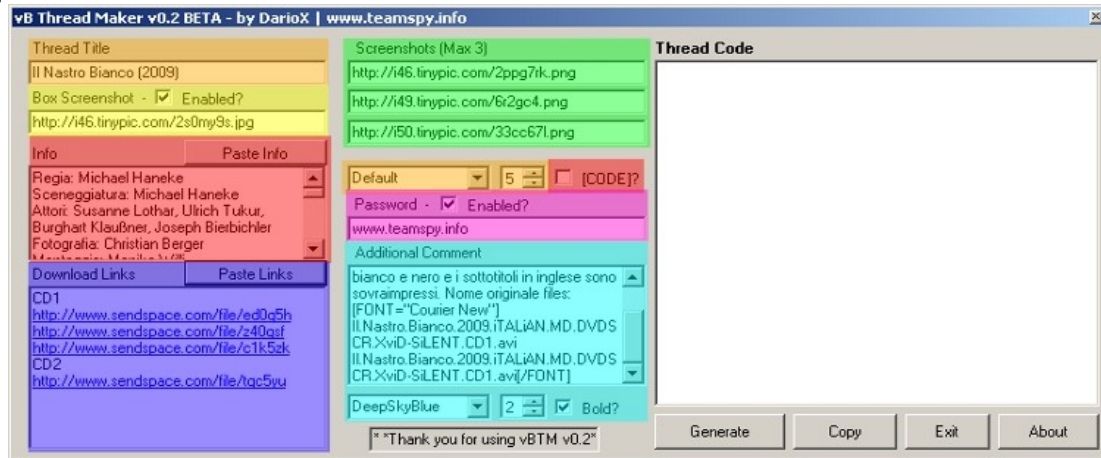 vB Thread Maker v0.2 BETA - by DarioX | www.teamspy.info
Thread Title
Il Nastro Bianco (2009)
Box Screenshot - Enabled?
http://i46.tinypic.com/2s0my9s.jpg
Info Paste Info
Regia: Michael Haneke
Sceneggiatura: Michael Haneke
Attori: Susanne Lothar, Ulrich Tukur,
Burghart Klaußner, Joseph Bierbichler
Fotografia: Christian Berger
Download Links Paste Links
CD1
http://www.sendspace.com/file/ed0q5h
http://www.sendspace.com/file/z40qsf
http://www.sendspace.com/file/c1k5zk
CD2
http://www.sendspace.com/file/tqc5yu
Screenshots (Max 3)
http://i46.tinypic.com/2ppg7rk.png
http://i49.tinypic.com/6r2gc4.png
http://i50.tinypic.com/33cc67l.png
Default 5 [CODE]?
Password - Enabled?
www.teamspy.info
Additional Comment
bianco e nero e i sottotitoli in inglese sono
sovraimpressi. Nome originale files:
[FONT="Courier New"]
Il.Nastro.Bianco.2009.iTALiAN.MD.DVDS
CR.XviD-SiLENT.CD1.avi
Il.Nastro.Bianco.2009.iTALiAN.MD.DVDS
CR.XviD-SiLENT.CD1.avi[/FONT]
DeepSkyBlue 2 Bold?
* *Thank you for using vBTM v0.2*
Thread Code
Generate Copy Exit About